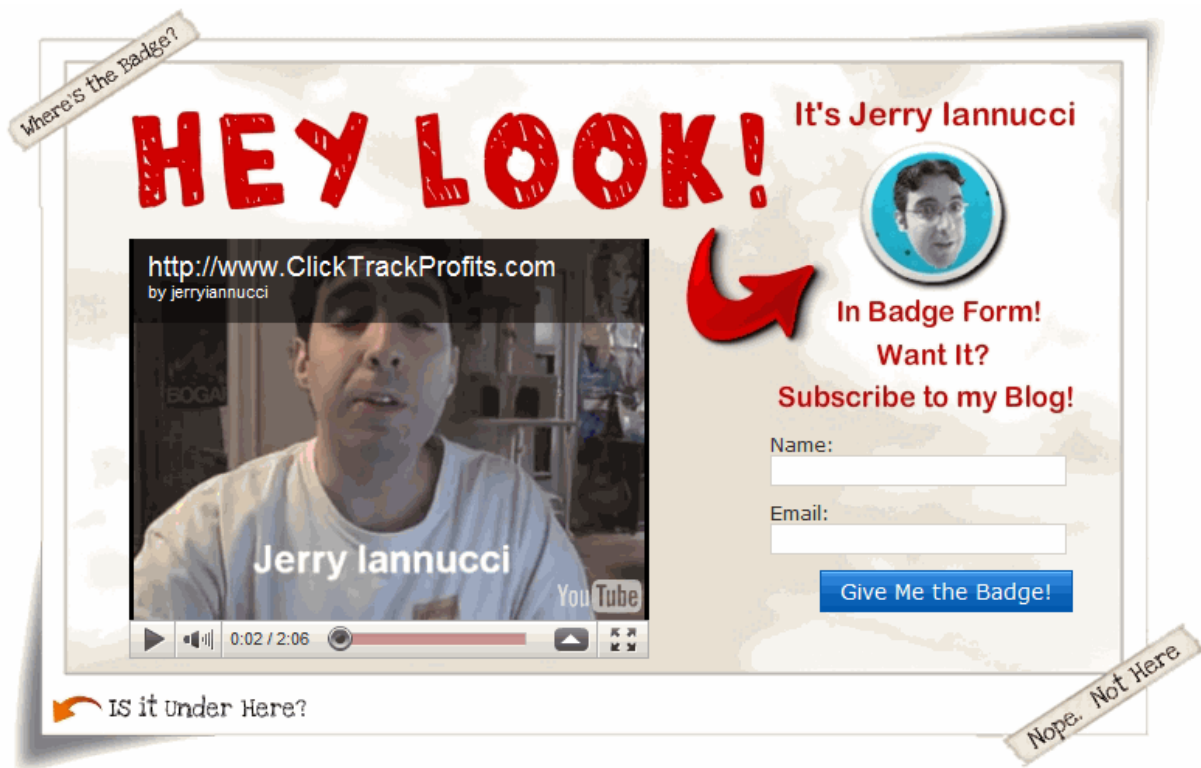 Where's the Badge?
HEY LOOK!
It's Jerry Iannucci
http://www.ClickTrackProfits.com
by jerryiannucci
BOGA
Jerry Iannucci
YouTube
0:02 / 2:06
In Badge Form!
Want It?
Subscribe to my Blog!
Name:
Email:
Give Me the Badge!
Is it Under Here?
Nope. Not Here